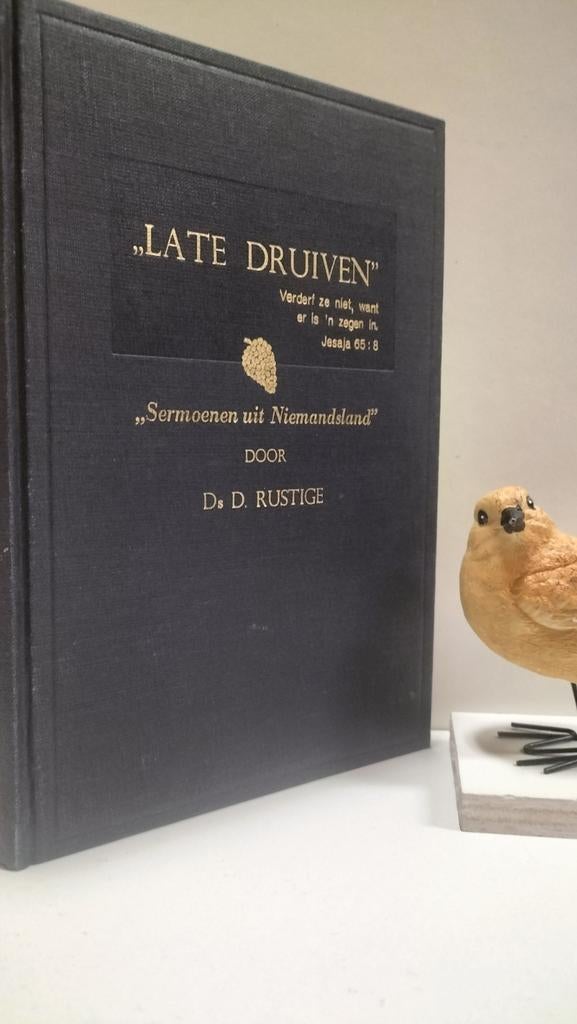 „LATE DRUIVEN”
Verderf ze niet, want
er is 'n zegen in.
Jesaja 65 : 8
„Sermoenen uit Niemandsland”
DOOR
Ds D. RUSTIGE